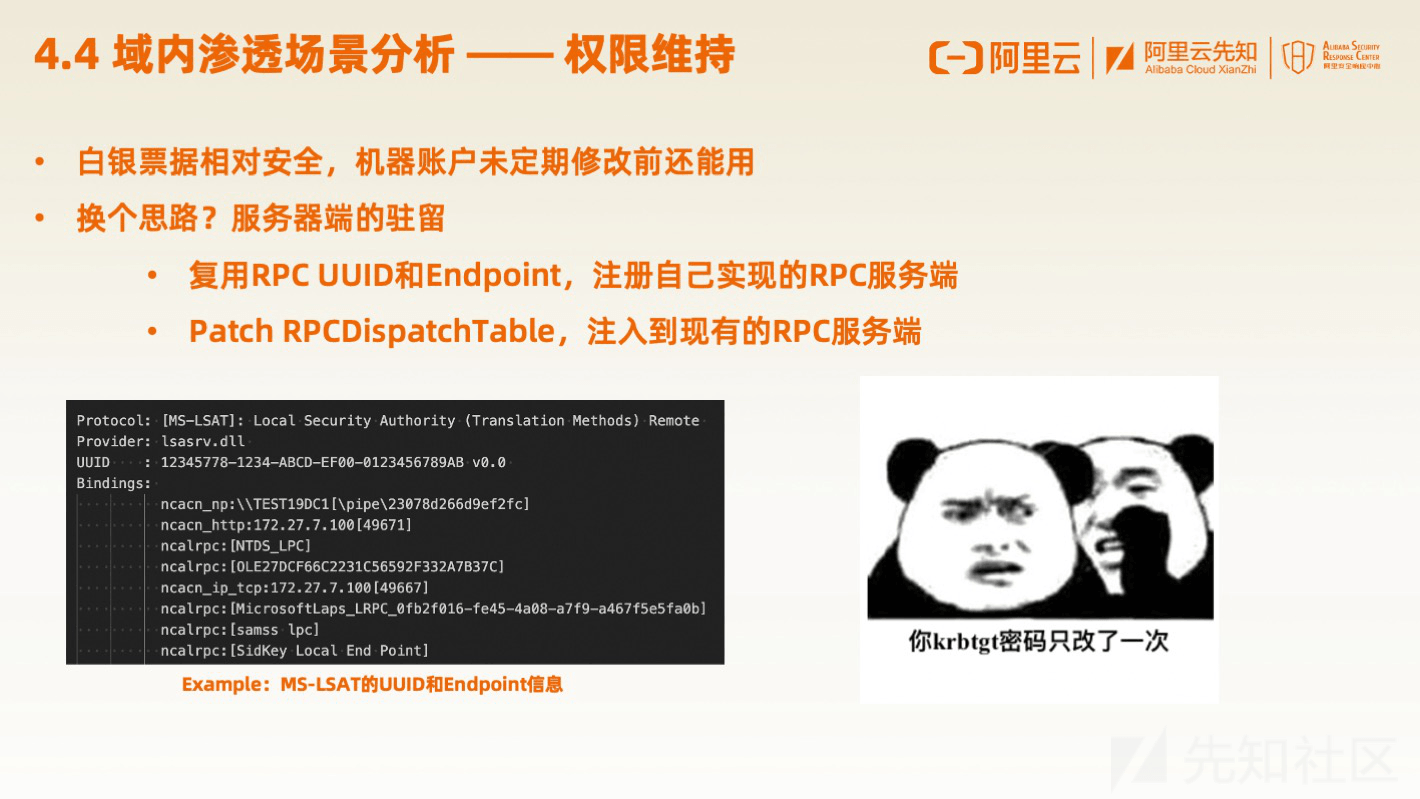 4.4 域内渗透场景分析 —— 权限维持
阿里云
阿里云先知
Alibaba Cloud XianZhi
ALIBABA SECURITY
RESPONSE CENTER
阿里安全响应中心
• 白银票据相对安全，机器账户未定期修改前还能用
• 换个思路？服务器端的驻留
• 复用RPC UUID和Endpoint，注册自己实现的RPC服务端
• Patch RPCDispatchTable，注入到现有的RPC服务端
Protocol: [MS-LSAT]: Local Security Authority (Translation Methods) Remote
Provider: lsasrv.dll
UUID    : 12345778-1234-ABCD-EF00-0123456789AB v0.0
Bindings:
ncacn_np:\\TEST19DC1[\pipe\23078d266d9ef2fc]
ncacn_http:172.27.7.100[49671]
ncalrpc:[NTDS_LPC]
ncalrpc:[OLE27DCF66C2231C56592F332A7B37C]
ncacn_ip_tcp:172.27.7.100[49667]
ncalrpc:[MicrosoftLaps_LRPC_0fb2f016-fe45-4a08-a7f9-a467f5e5fa0b]
ncalrpc:[samss lpc]
ncalrpc:[SidKey Local End Point]
Example：MS-LSAT的UUID和Endpoint信息
你krbtgt密码只改了一次
先知社区